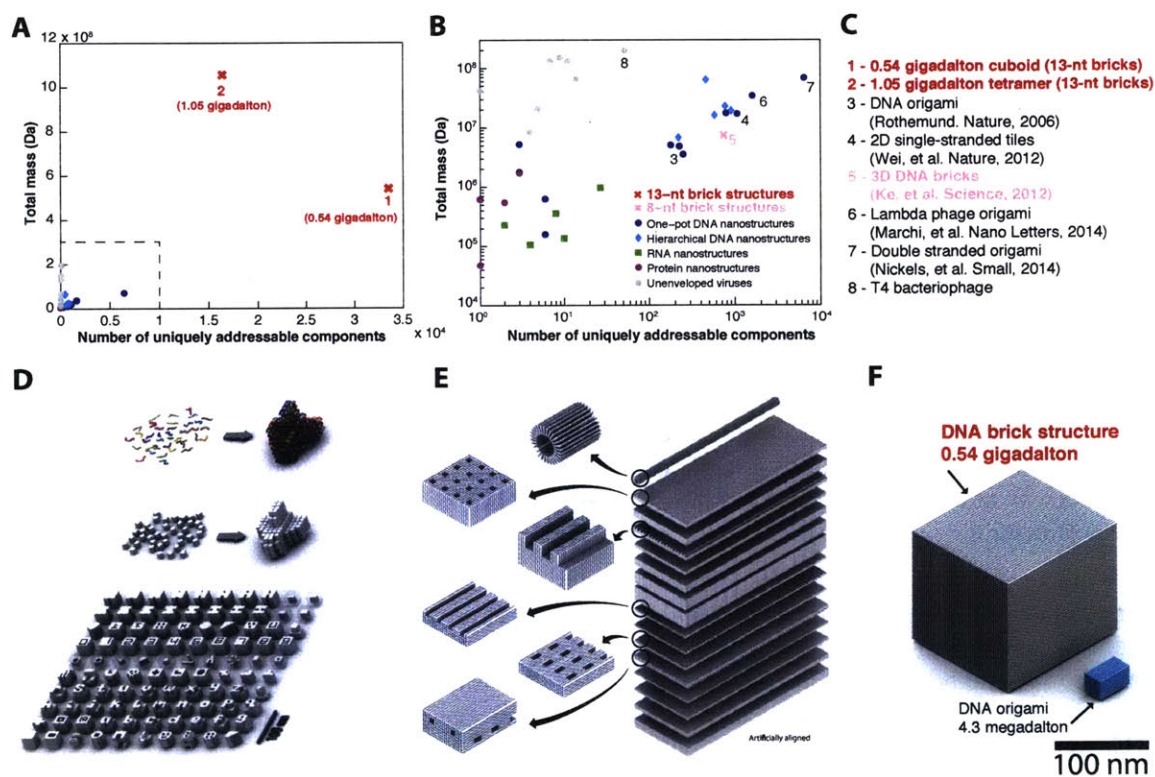 A
12 × 10⁸
10
8
6
4
2
0
Total mass (Da)
2
(1.05 gigadalton)
1
(0.54 gigadalton)
0 0.5 1 1.5 2 2.5 3 3.5
× 10⁴
Number of uniquely addressable components
B
10⁸
10⁷
10⁶
10⁵
10⁴
Total mass (Da)
8
7
6
4
5
3
13-nt brick structures
8-nt brick structures
One-pot DNA nanostructures
Hierarchical DNA nanostructures
RNA nanostructures
Protein nanostructures
Unenveloped viruses
10⁰ 10¹ 10² 10³ 10⁴
Number of uniquely addressable components
C
1 - 0.54 gigadalton cuboid (13-nt bricks)
2 - 1.05 gigadalton tetramer (13-nt bricks)
3 - DNA origami
(Rothemund. Nature, 2006)
4 - 2D single-stranded tiles
(Wei, et al. Nature, 2012)
5 - 3D DNA bricks
(Ke, et al. Science, 2012)
6 - Lambda phage origami
(Marchi, et al. Nano Letters, 2014)
7 - Double stranded origami
(Nickels, et al. Small, 2014)
8 - T4 bacteriophage
D
E
Artificially aligned
F
DNA brick structure
0.54 gigadalton
DNA origami
4.3 megadalton
100 nm